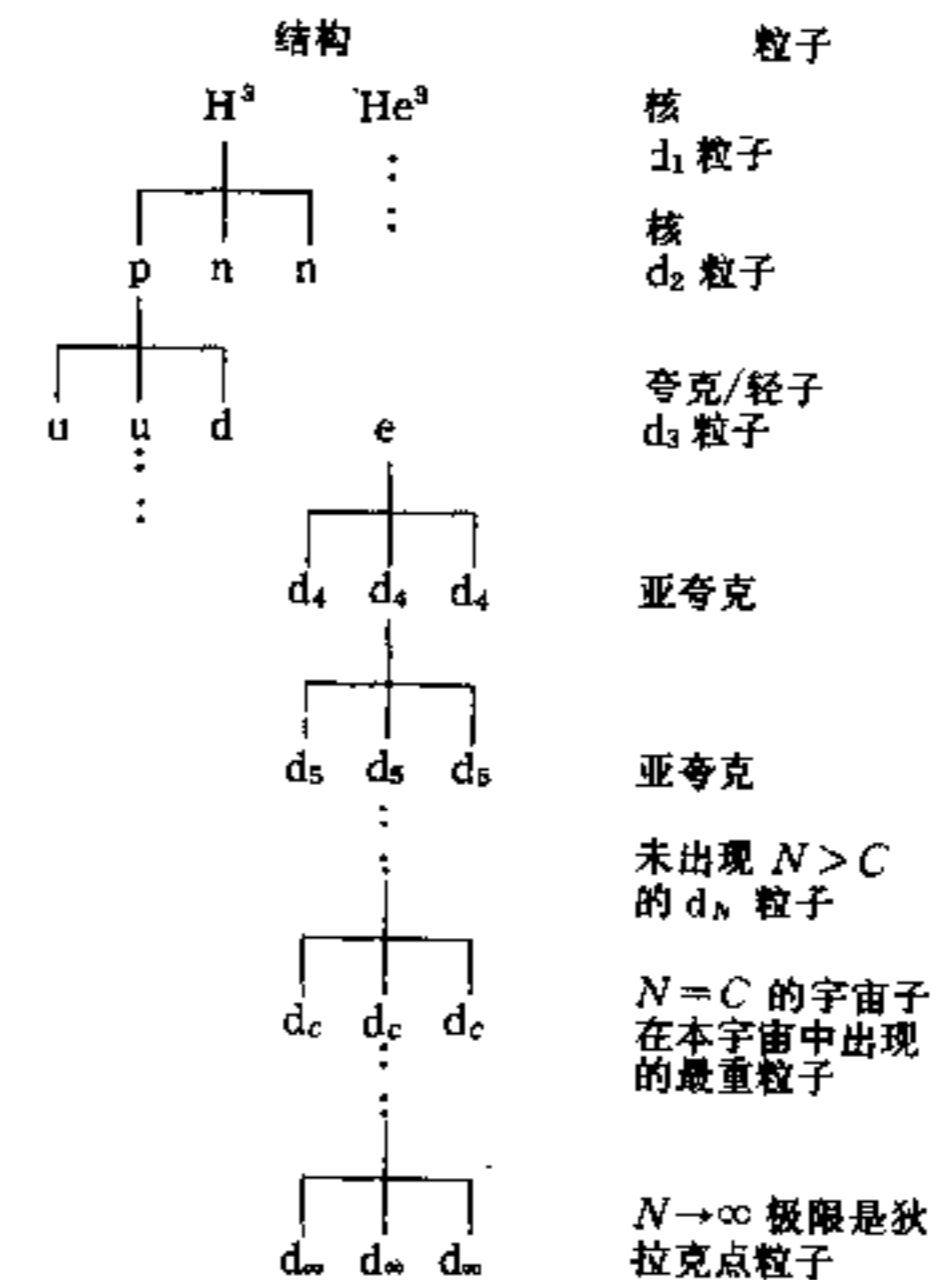 结构 粒子
H³ He³ 核
d₁ 粒子
核
p n n d₂ 粒子
夸克/轻子
u u d e d₃ 粒子
d₄ d₄ d₄ 亚夸克
d₅ d₅ d₅ 亚夸克
未出现 N>C
的 d_N 粒子
N=C 的宇宙子
d_C d_C d_C 在本宇宙中出现
的最重粒子
N→∞ 极限是狄
d∞ d∞ d∞ 拉克点粒子